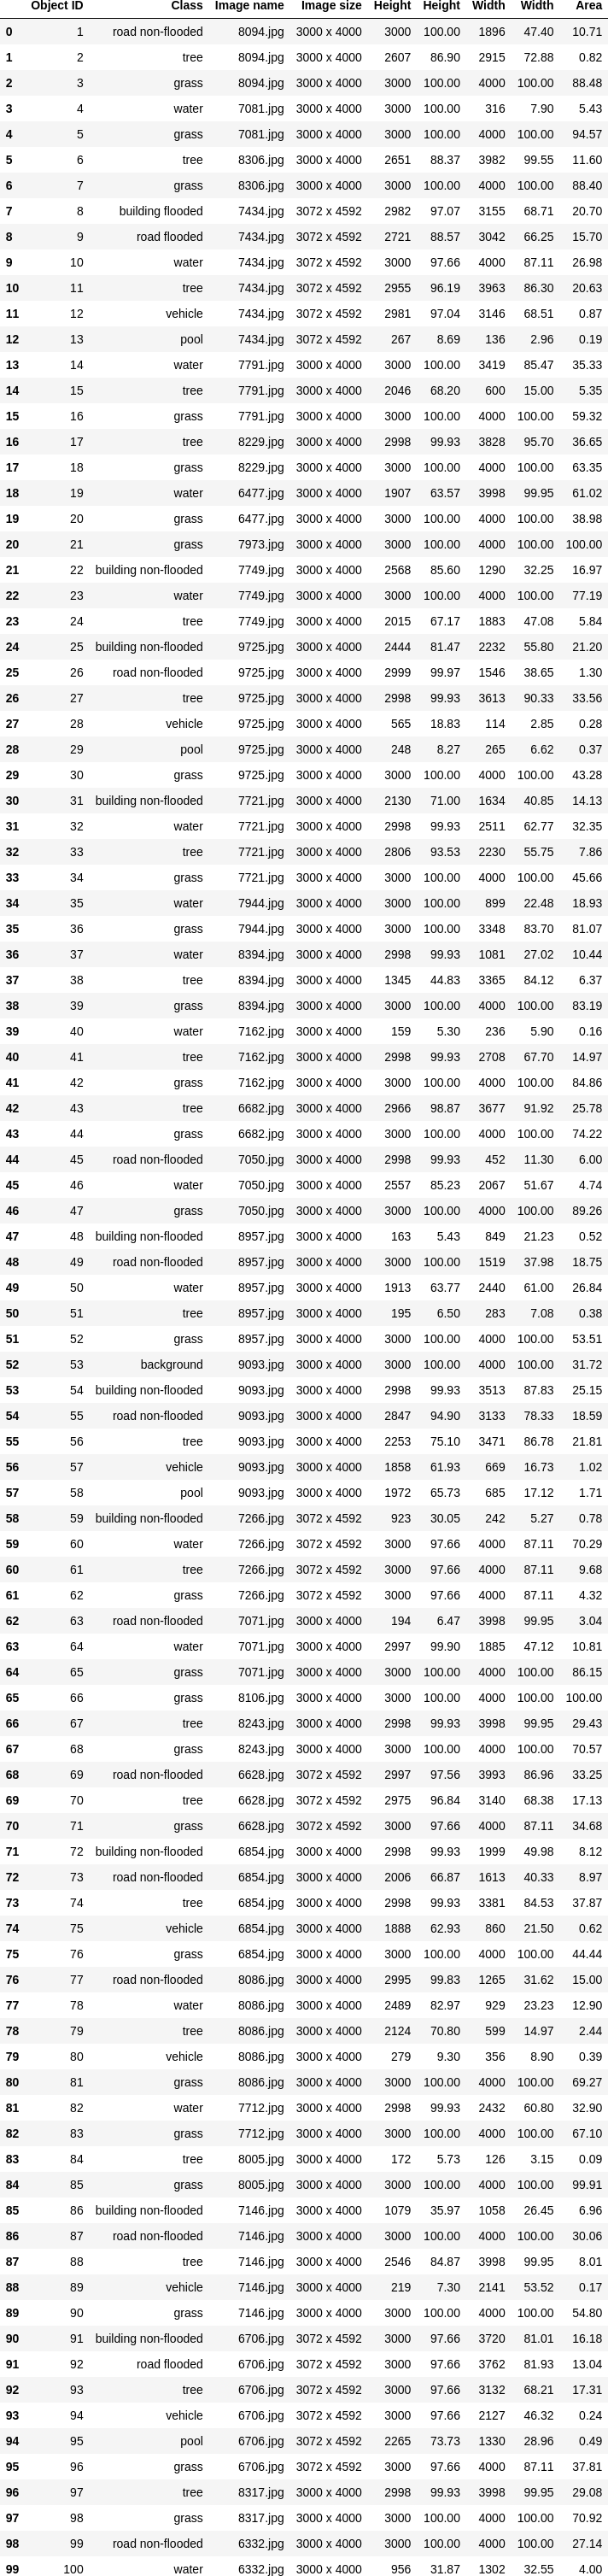 Object ID Class Image name Image size Height Height Width Width Area
0 1 road non-flooded 8094.jpg 3000 x 4000 3000 100.00 1896 47.40 10.71
1 2 tree 8094.jpg 3000 x 4000 2607 86.90 2915 72.88 0.82
2 3 grass 8094.jpg 3000 x 4000 3000 100.00 4000 100.00 88.48
3 4 water 7081.jpg 3000 x 4000 3000 100.00 316 7.90 5.43
4 5 grass 7081.jpg 3000 x 4000 3000 100.00 4000 100.00 94.57
5 6 tree 8306.jpg 3000 x 4000 2651 88.37 3982 99.55 11.60
6 7 grass 8306.jpg 3000 x 4000 3000 100.00 4000 100.00 88.40
7 8 building flooded 7434.jpg 3072 x 4592 2982 97.07 3155 68.71 20.70
8 9 road flooded 7434.jpg 3072 x 4592 2721 88.57 3042 66.25 15.70
9 10 water 7434.jpg 3072 x 4592 3000 97.66 4000 87.11 26.98
10 11 tree 7434.jpg 3072 x 4592 2955 96.19 3963 86.30 20.63
11 12 vehicle 7434.jpg 3072 x 4592 2981 97.04 3146 68.51 0.87
12 13 pool 7434.jpg 3072 x 4592 267 8.69 136 2.96 0.19
13 14 water 7791.jpg 3000 x 4000 3000 100.00 3419 85.47 35.33
14 15 tree 7791.jpg 3000 x 4000 2046 68.20 600 15.00 5.35
15 16 grass 7791.jpg 3000 x 4000 3000 100.00 4000 100.00 59.32
16 17 tree 8229.jpg 3000 x 4000 2998 99.93 3828 95.70 36.65
17 18 grass 8229.jpg 3000 x 4000 3000 100.00 4000 100.00 63.35
18 19 water 6477.jpg 3000 x 4000 1907 63.57 3998 99.95 61.02
19 20 grass 6477.jpg 3000 x 4000 3000 100.00 4000 100.00 38.98
20 21 grass 7973.jpg 3000 x 4000 3000 100.00 4000 100.00 100.00
21 22 building non-flooded 7749.jpg 3000 x 4000 2568 85.60 1290 32.25 16.97
22 23 water 7749.jpg 3000 x 4000 3000 100.00 4000 100.00 77.19
23 24 tree 7749.jpg 3000 x 4000 2015 67.17 1883 47.08 5.84
24 25 building non-flooded 9725.jpg 3000 x 4000 2444 81.47 2232 55.80 21.20
25 26 road non-flooded 9725.jpg 3000 x 4000 2999 99.97 1546 38.65 1.30
26 27 tree 9725.jpg 3000 x 4000 2998 99.93 3613 90.33 33.56
27 28 vehicle 9725.jpg 3000 x 4000 565 18.83 114 2.85 0.28
28 29 pool 9725.jpg 3000 x 4000 248 8.27 265 6.62 0.37
29 30 grass 9725.jpg 3000 x 4000 3000 100.00 4000 100.00 43.28
30 31 building non-flooded 7721.jpg 3000 x 4000 2130 71.00 1634 40.85 14.13
31 32 water 7721.jpg 3000 x 4000 2998 99.93 2511 62.77 32.35
32 33 tree 7721.jpg 3000 x 4000 2806 93.53 2230 55.75 7.86
33 34 grass 7721.jpg 3000 x 4000 3000 100.00 4000 100.00 45.66
34 35 water 7944.jpg 3000 x 4000 3000 100.00 899 22.48 18.93
35 36 grass 7944.jpg 3000 x 4000 3000 100.00 3348 83.70 81.07
36 37 water 8394.jpg 3000 x 4000 2998 99.93 1081 27.02 10.44
37 38 tree 8394.jpg 3000 x 4000 1345 44.83 3365 84.12 6.37
38 39 grass 8394.jpg 3000 x 4000 3000 100.00 4000 100.00 83.19
39 40 water 7162.jpg 3000 x 4000 159 5.30 236 5.90 0.16
40 41 tree 7162.jpg 3000 x 4000 2998 99.93 2708 67.70 14.97
41 42 grass 7162.jpg 3000 x 4000 3000 100.00 4000 100.00 84.86
42 43 tree 6682.jpg 3000 x 4000 2966 98.87 3677 91.92 25.78
43 44 grass 6682.jpg 3000 x 4000 3000 100.00 4000 100.00 74.22
44 45 road non-flooded 7050.jpg 3000 x 4000 2998 99.93 452 11.30 6.00
45 46 water 7050.jpg 3000 x 4000 2557 85.23 2067 51.67 4.74
46 47 grass 7050.jpg 3000 x 4000 3000 100.00 4000 100.00 89.26
47 48 building non-flooded 8957.jpg 3000 x 4000 163 5.43 849 21.23 0.52
48 49 road non-flooded 8957.jpg 3000 x 4000 3000 100.00 1519 37.98 18.75
49 50 water 8957.jpg 3000 x 4000 1913 63.77 2440 61.00 26.84
50 51 tree 8957.jpg 3000 x 4000 195 6.50 283 7.08 0.38
51 52 grass 8957.jpg 3000 x 4000 3000 100.00 4000 100.00 53.51
52 53 background 9093.jpg 3000 x 4000 3000 100.00 4000 100.00 31.72
53 54 building non-flooded 9093.jpg 3000 x 4000 2998 99.93 3513 87.83 25.15
54 55 road non-flooded 9093.jpg 3000 x 4000 2847 94.90 3133 78.33 18.59
55 56 tree 9093.jpg 3000 x 4000 2253 75.10 3471 86.78 21.81
56 57 vehicle 9093.jpg 3000 x 4000 1858 61.93 669 16.73 1.02
57 58 pool 9093.jpg 3000 x 4000 1972 65.73 685 17.12 1.71
58 59 building non-flooded 7266.jpg 3072 x 4592 923 30.05 242 5.27 0.78
59 60 water 7266.jpg 3072 x 4592 3000 97.66 4000 87.11 70.29
60 61 tree 7266.jpg 3072 x 4592 3000 97.66 4000 87.11 9.68
61 62 grass 7266.jpg 3072 x 4592 3000 97.66 4000 87.11 4.32
62 63 road non-flooded 7071.jpg 3000 x 4000 194 6.47 3998 99.95 3.04
63 64 water 7071.jpg 3000 x 4000 2997 99.90 1885 47.12 10.81
64 65 grass 7071.jpg 3000 x 4000 3000 100.00 4000 100.00 86.15
65 66 grass 8106.jpg 3000 x 4000 3000 100.00 4000 100.00 100.00
66 67 tree 8243.jpg 3000 x 4000 2998 99.93 3998 99.95 29.43
67 68 grass 8243.jpg 3000 x 4000 3000 100.00 4000 100.00 70.57
68 69 road non-flooded 6628.jpg 3072 x 4592 2997 97.56 3993 86.96 33.25
69 70 tree 6628.jpg 3072 x 4592 2975 96.84 3140 68.38 17.13
70 71 grass 6628.jpg 3072 x 4592 3000 97.66 4000 87.11 34.68
71 72 building non-flooded 6854.jpg 3000 x 4000 2998 99.93 1999 49.98 8.12
72 73 road non-flooded 6854.jpg 3000 x 4000 2006 66.87 1613 40.33 8.97
73 74 tree 6854.jpg 3000 x 4000 2998 99.93 3381 84.53 37.87
74 75 vehicle 6854.jpg 3000 x 4000 1888 62.93 860 21.50 0.62
75 76 grass 6854.jpg 3000 x 4000 3000 100.00 4000 100.00 44.44
76 77 road non-flooded 8086.jpg 3000 x 4000 2995 99.83 1265 31.62 15.00
77 78 water 8086.jpg 3000 x 4000 2489 82.97 929 23.23 12.90
78 79 tree 8086.jpg 3000 x 4000 2124 70.80 599 14.97 2.44
79 80 vehicle 8086.jpg 3000 x 4000 279 9.30 356 8.90 0.39
80 81 grass 8086.jpg 3000 x 4000 3000 100.00 4000 100.00 69.27
81 82 water 7712.jpg 3000 x 4000 2998 99.93 2432 60.80 32.90
82 83 grass 7712.jpg 3000 x 4000 3000 100.00 4000 100.00 67.10
83 84 tree 8005.jpg 3000 x 4000 172 5.73 126 3.15 0.09
84 85 grass 8005.jpg 3000 x 4000 3000 100.00 4000 100.00 99.91
85 86 building non-flooded 7146.jpg 3000 x 4000 1079 35.97 1058 26.45 6.96
86 87 road non-flooded 7146.jpg 3000 x 4000 3000 100.00 4000 100.00 30.06
87 88 tree 7146.jpg 3000 x 4000 2546 84.87 3998 99.95 8.01
88 89 vehicle 7146.jpg 3000 x 4000 219 7.30 2141 53.52 0.17
89 90 grass 7146.jpg 3000 x 4000 3000 100.00 4000 100.00 54.80
90 91 building non-flooded 6706.jpg 3072 x 4592 3000 97.66 3720 81.01 16.18
91 92 road flooded 6706.jpg 3072 x 4592 3000 97.66 3762 81.93 13.04
92 93 tree 6706.jpg 3072 x 4592 3000 97.66 3132 68.21 17.31
93 94 vehicle 6706.jpg 3072 x 4592 3000 97.66 2127 46.32 0.24
94 95 pool 6706.jpg 3072 x 4592 2265 73.73 1330 28.96 0.49
95 96 grass 6706.jpg 3072 x 4592 3000 97.66 4000 87.11 37.81
96 97 tree 8317.jpg 3000 x 4000 2998 99.93 3998 99.95 29.08
97 98 grass 8317.jpg 3000 x 4000 3000 100.00 4000 100.00 70.92
98 99 road non-flooded 6332.jpg 3000 x 4000 3000 100.00 4000 100.00 27.14
99 100 water 6332.jpg 3000 x 4000 956 31.87 1302 32.55 4.00